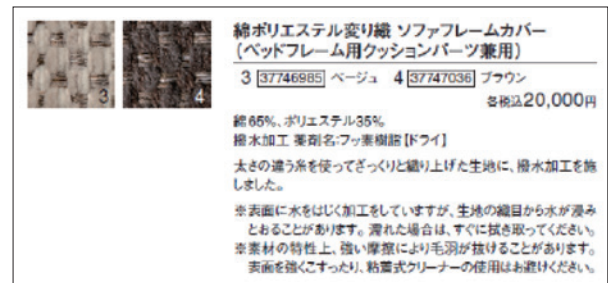 綿ポリエステル変り織 ソファフレームカバー
(ベッドフレーム用クッションパーツ兼用)
3 37746985 ベージュ 4 37747036 ブラウン
各税込20,000円
綿65%、ポリエステル35%
撥水加工 薬剤名:フッ素樹脂【ドライ】
太さの違う糸を使ってざっくりと織り上げた生地に、撥水加工を施
しました。
※表面に水をはじく加工をしていますが、生地の織目から水が浸み
とおることがあります。濡れた場合は、すぐに拭き取ってください。
※素材の特性上、強い摩擦により毛羽が抜けることがあります。
表面を強くこすったり、粘着式クリーナーの使用はお避けください。
3
4